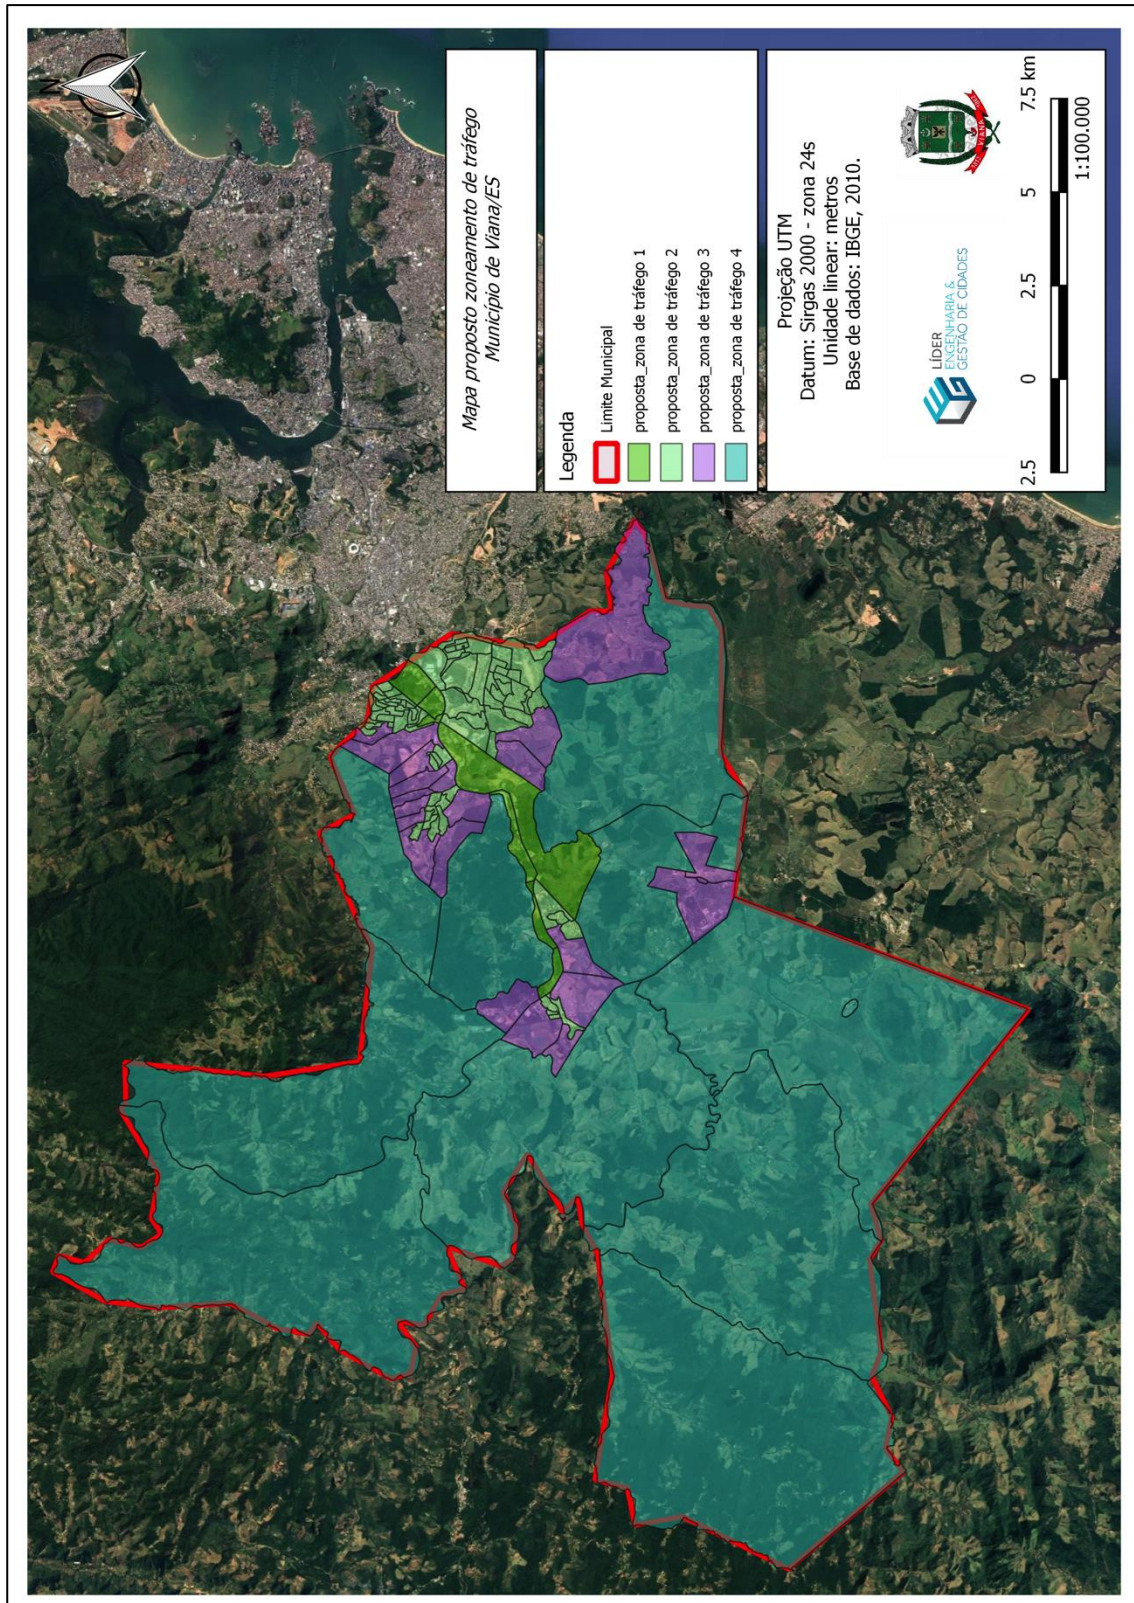 N
Mapa proposto zoneamento de tráfego
Município de Viana/ES
Legenda
Limite Municipal
proposta_zona de tráfego 1
proposta_zona de tráfego 2
proposta_zona de tráfego 3
proposta_zona de tráfego 4
Projeção UTM
Datum: Sirgas 2000 - zona 24s
Unidade linear: metros
Base de dados: IBGE, 2010.
LÍDER
ENGENHARIA &
GESTÃO DE CIDADES
VIANA
2.5 0 2.5 5 7.5 km
1:100.000